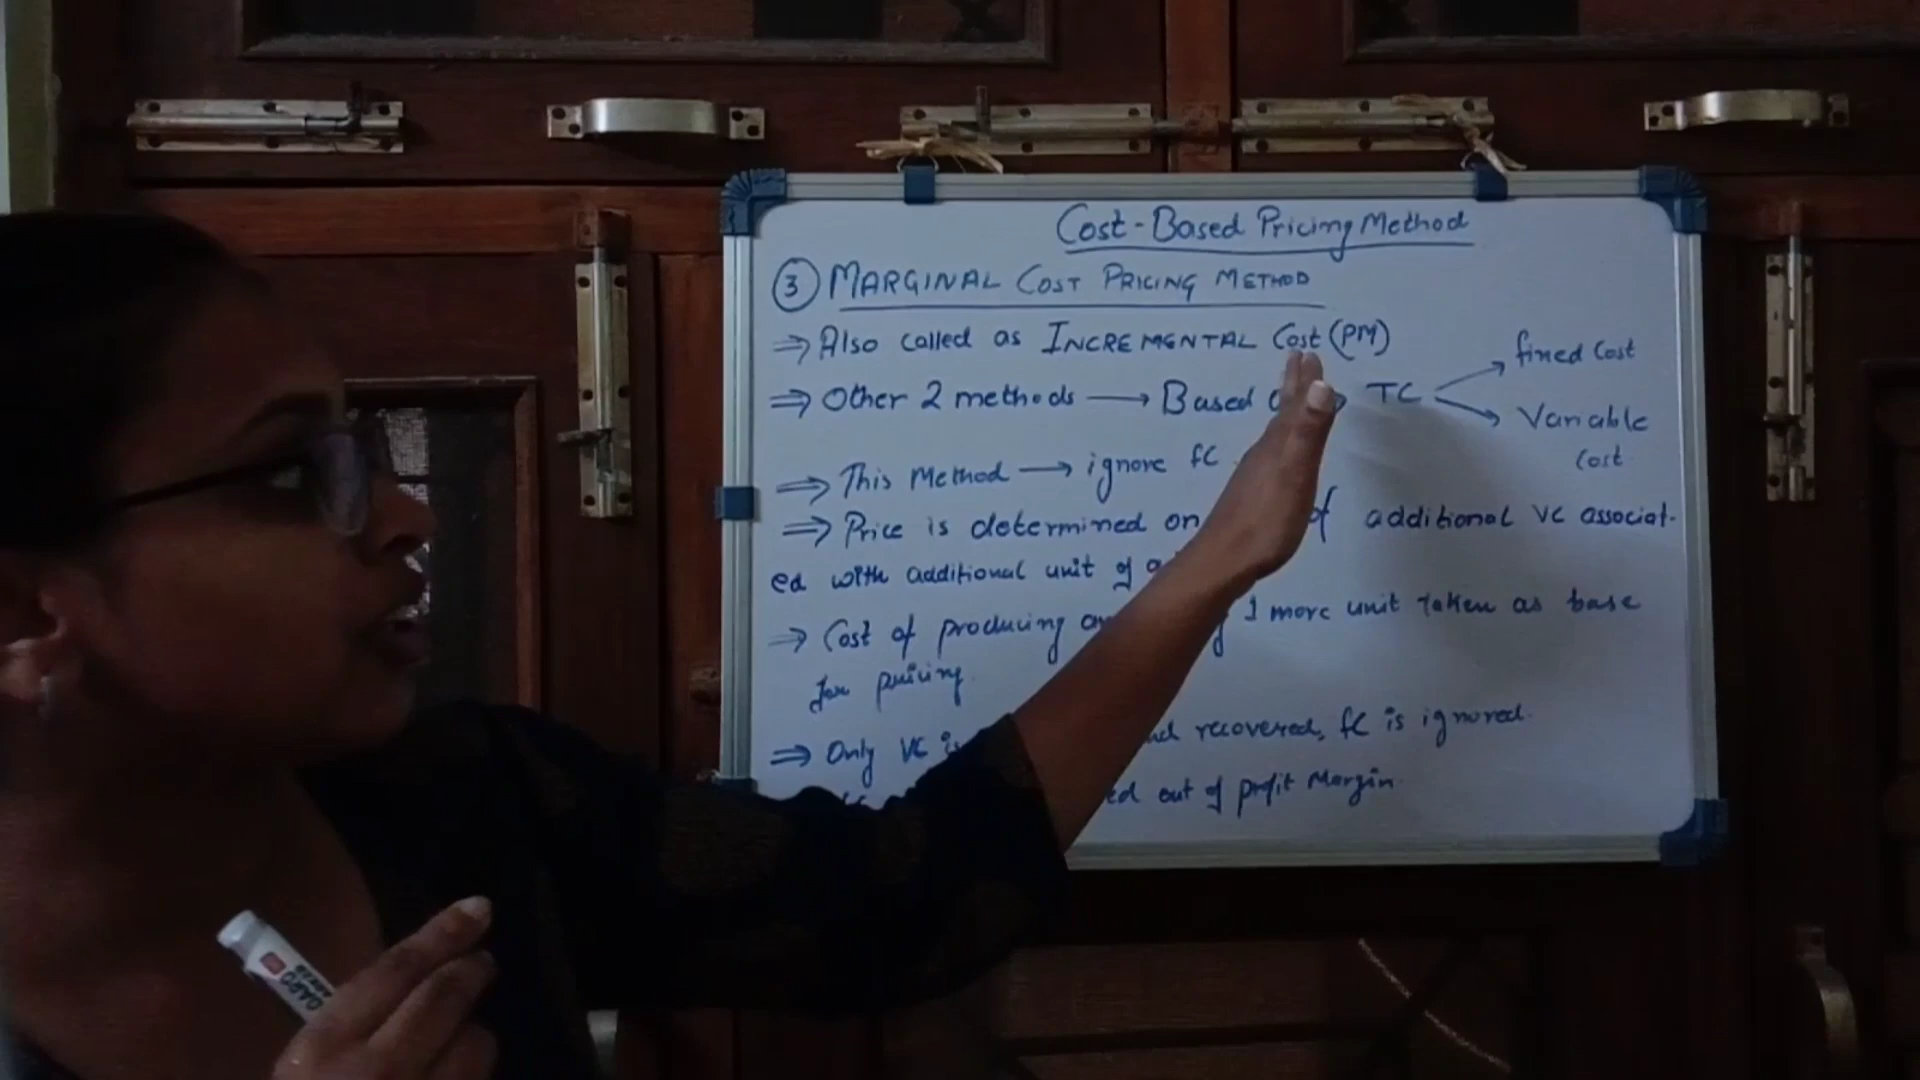 Cost-Based Pricing Method
③ MARGINAL COST PRICING METHOD
⇒ Also called as INCREMENTAL Cost (PM)
⇒ Other 2 methods → Based TC
fixed Cost
Variable
Cost
⇒ This Method → ignore fC
⇒ Price is determined on of additional VC associat-
ed with additional unit of
⇒ Cost of producing 1 more unit taken as base
for pricing.
⇒ Only VC recovered, fC is ignored.
out of profit Margin.